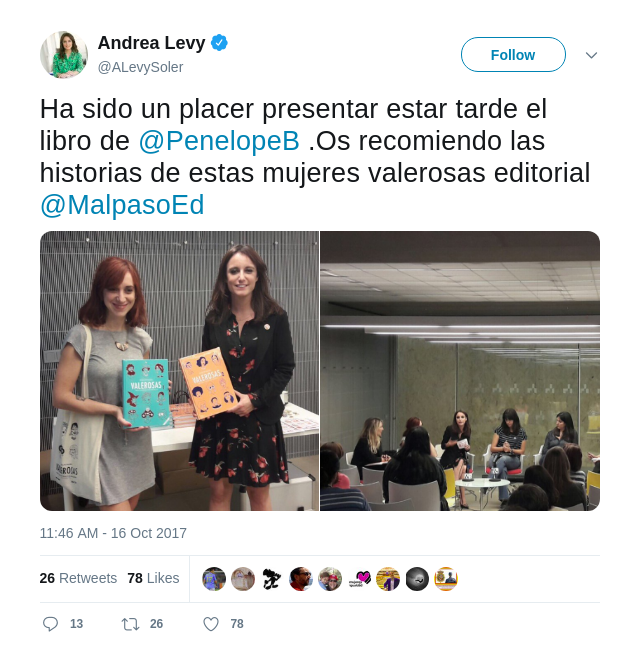 Andrea Levy
@ALevySoler
Follow
Ha sido un placer presentar estar tarde el
libro de @PenelopeB .Os recomiendo las
historias de estas mujeres valerosas editorial
@MalpasoEd
VALEROSAS
VALEROSAS
11:46 AM - 16 Oct 2017
26 Retweets 78 Likes
13 26 78